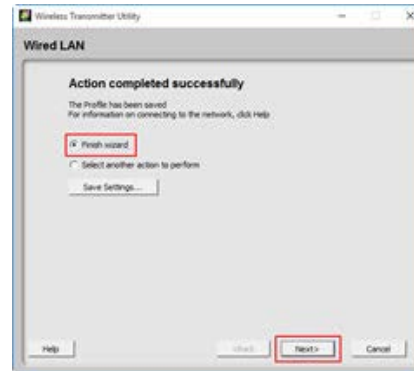 Wireless Transmitter Utility
Wired LAN
Action completed successfully
The Profile has been saved
For information on connecting to the network, click Help
Finish wizard
Select another action to perform
Save Settings...
Help
Next>
Cancel